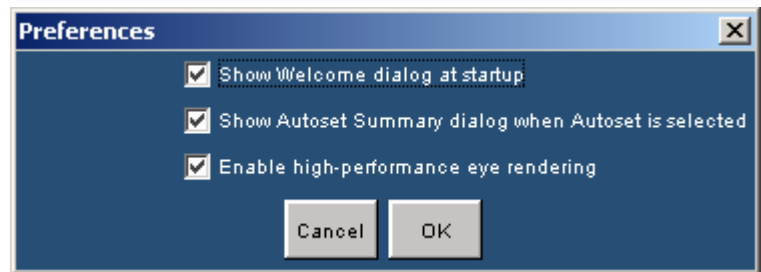 Preferences
Show Welcome dialog at startup
Show Autoset Summary dialog when Autoset is selected
Enable high-performance eye rendering
Cancel OK